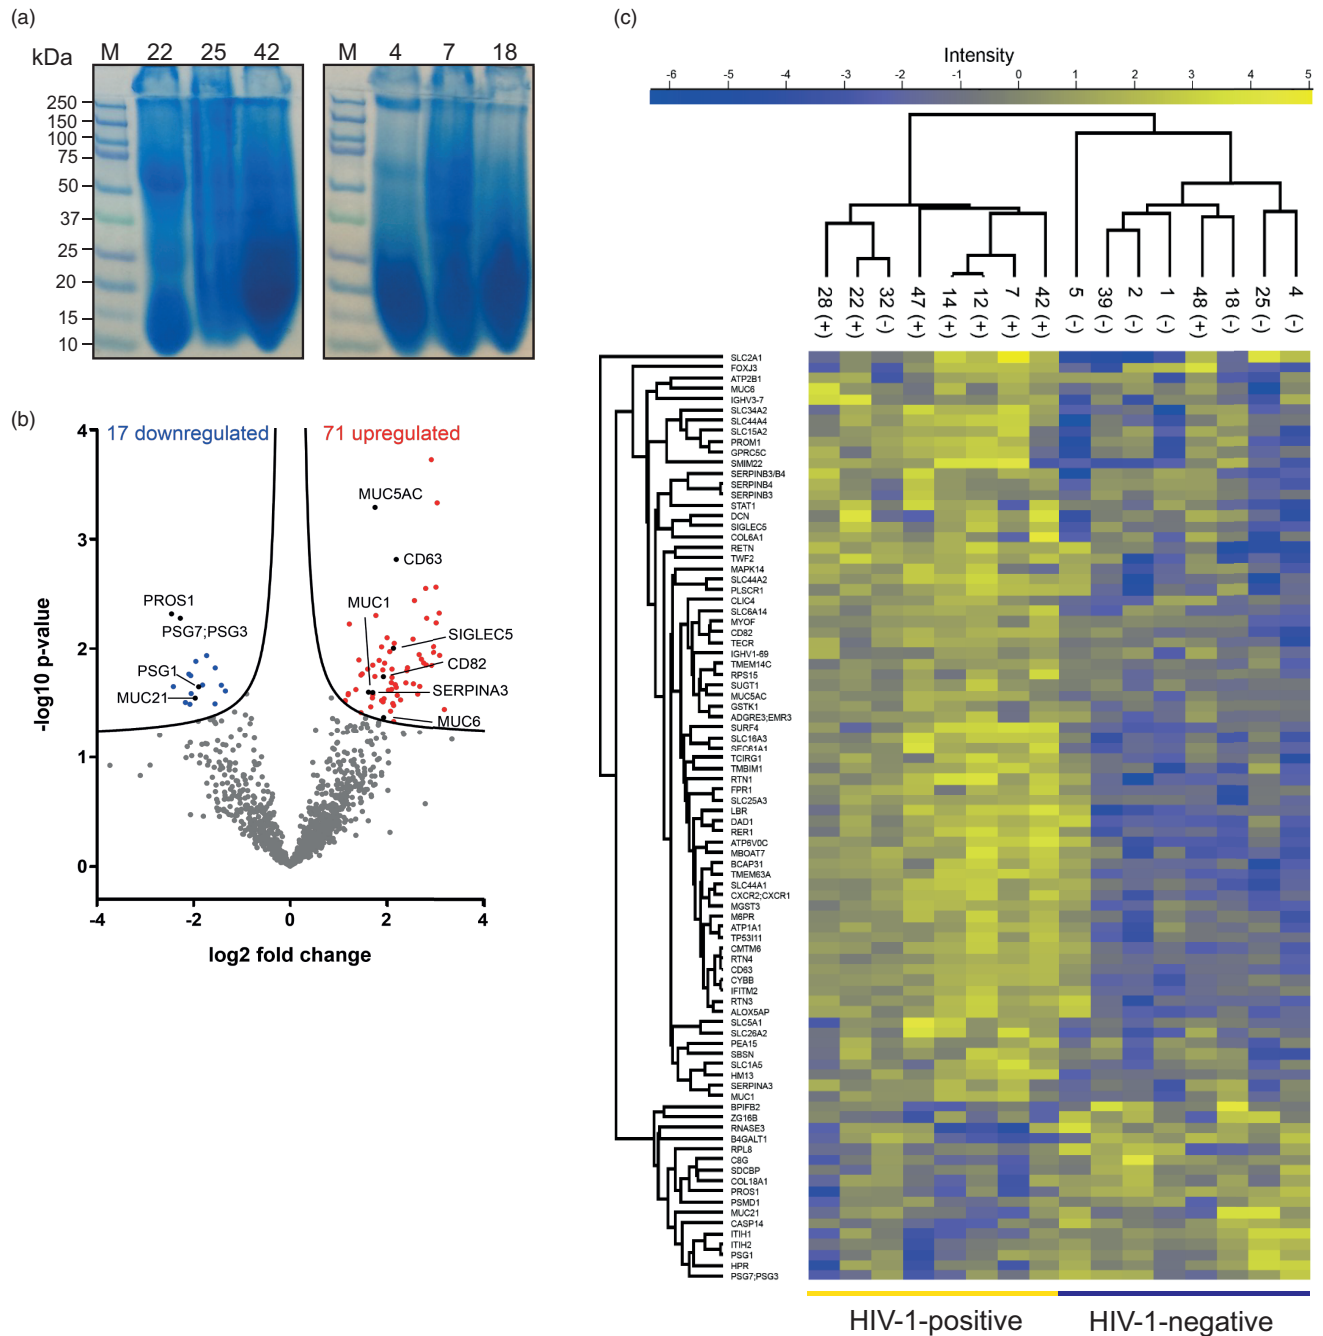 (a)
kDa
M 22 25 42
M 4 7 18
250
150
100
75
50
37
25
20
15
10
(b)
17 downregulated
71 upregulated
4
3
2
1
0
-4
-2
0
2
4
-log10 p-value
log2 fold change
MUC5AC
CD63
MUC1
SIGLEC5
CD82
SERPINA3
MUC6
PROS1
PSG7;PSG3
PSG1
MUC21
(c)
Intensity
-6 -5 -4 -3 -2 -1 0 1 2 3 4 5
28 (+)
22 (+)
32 (-)
47 (+)
14 (+)
12 (+)
7 (+)
42 (+)
5 (-)
39 (-)
2 (-)
1 (-)
48 (+)
18 (-)
25 (-)
4 (-)
SLC2A1
FOXJ3
ATP2B1
MUC6
IGHV3-7
SLC34A2
SLC44A4
SLC15A2
PROM1
GPRC5C
SMIM22
SERPINB3/B4
SERPINB4
SERPINB3
STAT1
DCN
SIGLEC5
COL6A1
RETN
TWF2
MAPK14
SLC44A2
PLSCR1
CLIC4
SLC6A14
MYOF
CD82
TECR
IGHV1-69
TMEM14C
RPS15
SUGT1
MUC5AC
GSTK1
ADGRE3;EMR3
SURF4
SLC16A3
SEC61A1
TCIRG1
TMBIM1
RTN1
FPR1
SLC25A3
LBR
DAD1
RER1
ATP6V0C
MBOAT7
BCAP31
TMEM63A
SLC44A1
CXCR2;CXCR1
MGST3
M6PR
ATP1A1
TP53I11
CMTM6
RTN4
CD63
CYBB
IFITM2
RTN3
ALOX5AP
SLC5A1
SLC26A2
PEA15
SBSN
SLC1A5
HM13
SERPINA3
MUC1
BPIFB2
ZG16B
RNASE3
B4GALT1
RPL8
C8G
SDCBP
COL18A1
PROS1
PSMD1
MUC21
CASP14
ITIH1
ITIH2
PSG1
HPR
PSG7;PSG3
HIV-1-positive
HIV-1-negative